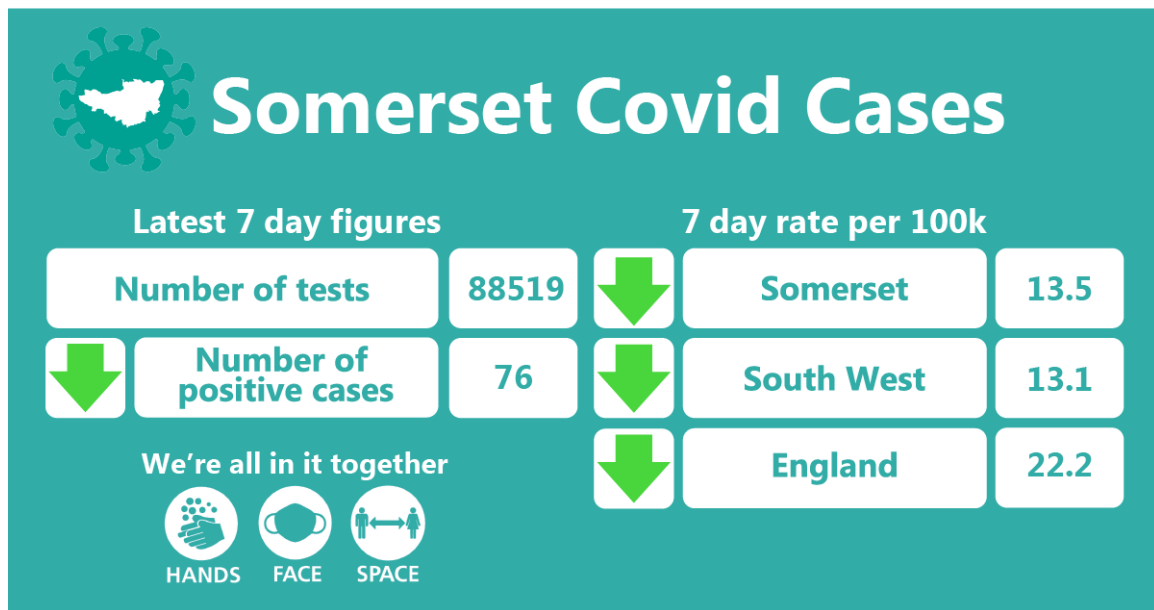 Somerset Covid Cases
Latest 7 day figures
Number of tests
88519
Number of
positive cases
76
We're all in it together
HANDS
FACE
SPACE
7 day rate per 100k
Somerset
13.5
South West
13.1
England
22.2